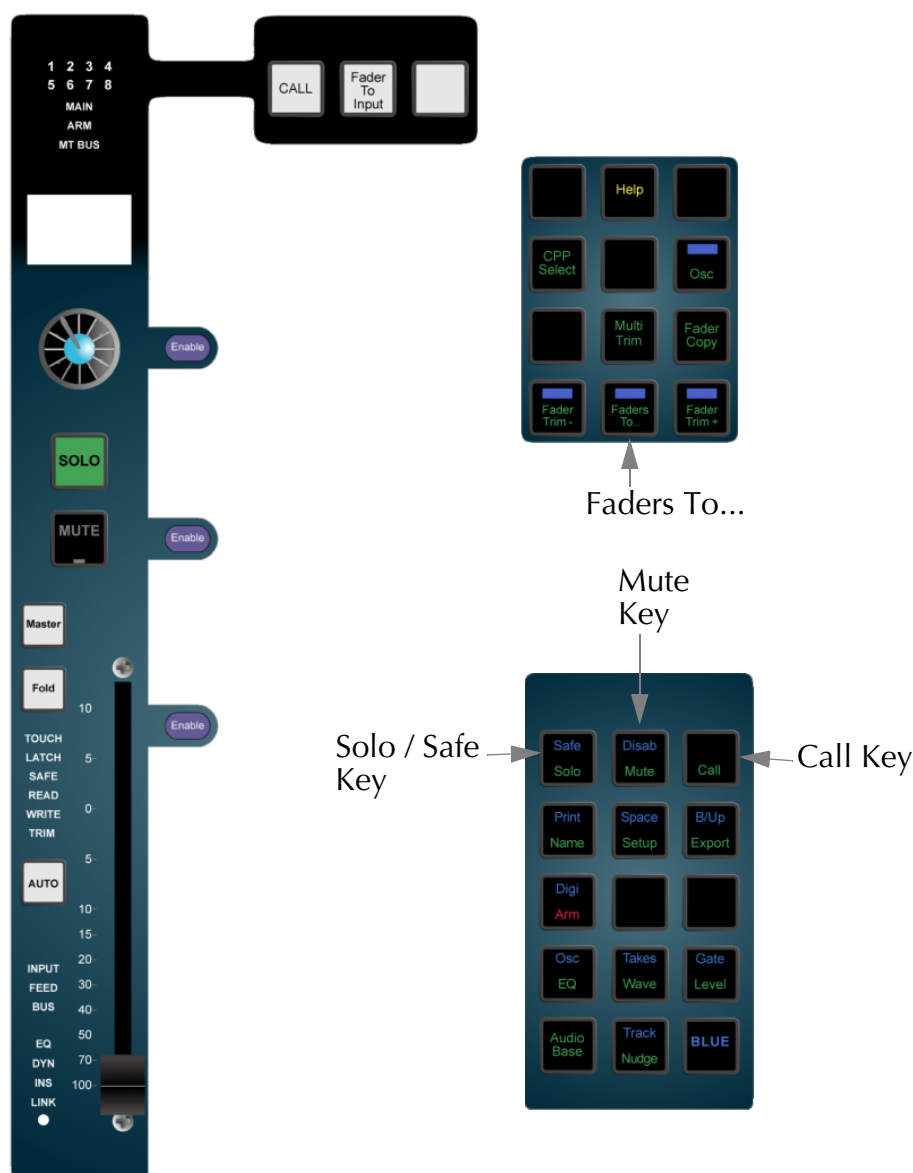 1 2 3 4
5 6 7 8
MAIN
ARM
MT BUS
CALL
Fader
To
Input
Enable
SOLO
MUTE
Enable
Master
Fold
Enable
10
TOUCH
LATCH
5
SAFE
READ
0
WRITE
TRIM
5
AUTO
10
15
20
INPUT
FEED
30
BUS
40
50
EQ
DYN
70
INS
100
LINK
Help
CPP
Select
Osc
Multi
Trim
Fader
Copy
Fader
Trim -
Faders
To..
Fader
Trim +
Faders To...
Mute
Key
Solo / Safe
Key
Call Key
Safe
Solo
Disab
Mute
Call
Print
Name
Space
Setup
B/Up
Export
Digi
Arm
Osc
EQ
Takes
Wave
Gate
Level
Audio
Base
Track
Nudge
BLUE